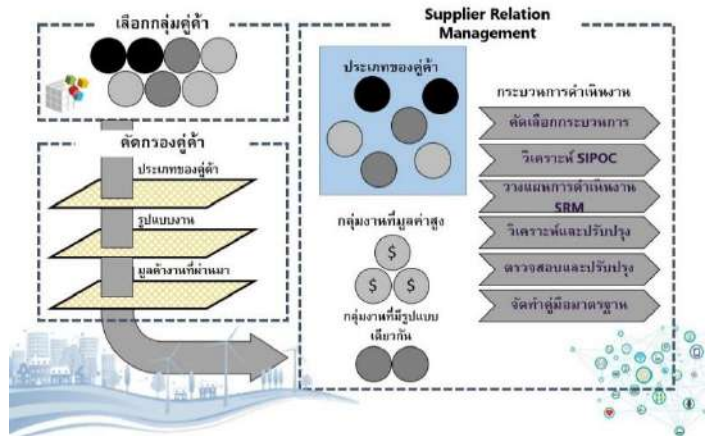 เลือกกลุ่มคู่ค้า
คัดกรองคู่ค้า
ประเภทของคู่ค้า
รูปแบบงาน
มูลค้างานที่ผ่านมา
Supplier Relation
Management
ประเภทของคู่ค้า
กลุ่มงานที่มูลค่าสูง
$
$ $
กลุ่มงานที่มีรูปแบบ
เดียวกัน
กระบวนการดำเนินงาน
คัดเลือกกระบวนการ
วิเคราะห์ SIPOC
วางแผนการดำเนินงาน
SRM
วิเคราะห์และปรับปรุง
ตรวจสอบและปรับปรุง
จัดทำคู่มือมาตรฐาน